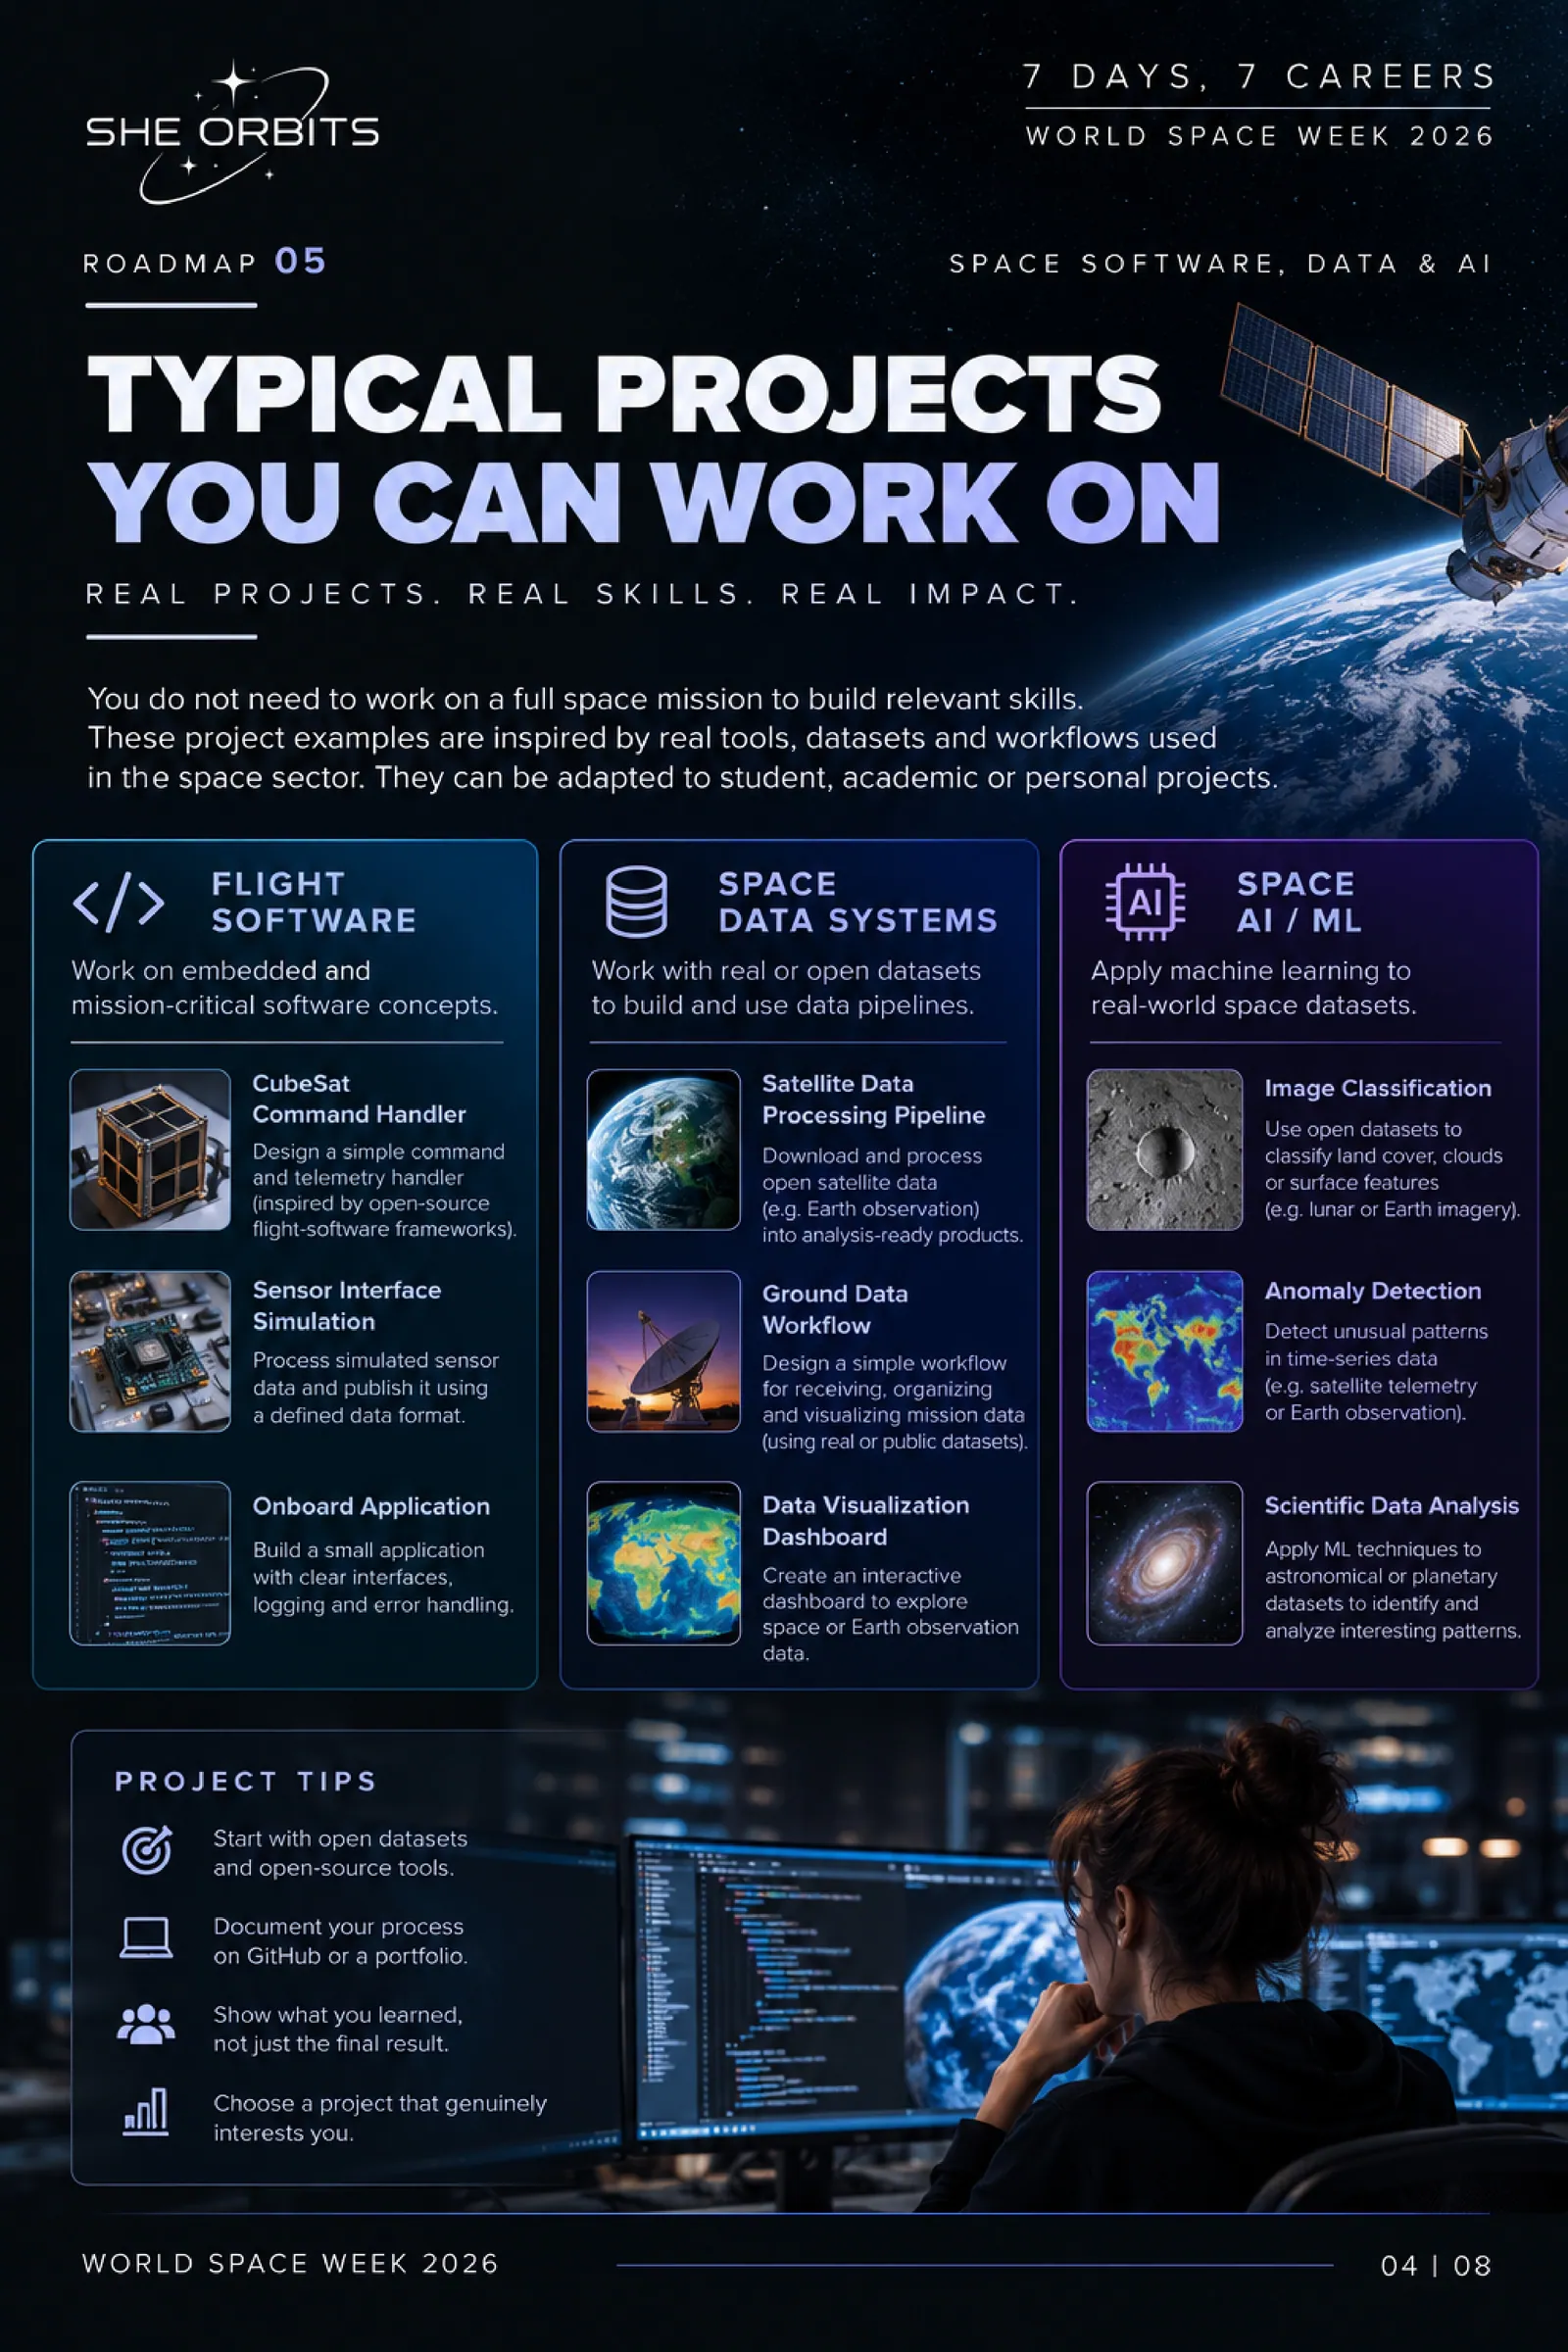 SHE ORBITS
7 DAYS, 7 CAREERS
WORLD SPACE WEEK 2026
ROADMAP 05
SPACE SOFTWARE, DATA & AI
TYPICAL PROJECTS
YOU CAN WORK ON
REAL PROJECTS. REAL SKILLS. REAL IMPACT.
You do not need to work on a full space mission to build relevant skills.
These project examples are inspired by real tools, datasets and workflows used
in the space sector. They can be adapted to student, academic or personal projects.
FLIGHT
SOFTWARE
Work on embedded and
mission-critical software concepts.
CubeSat
Command Handler
Design a simple command
and telemetry handler
(inspired by open-source
flight-software frameworks).
Sensor Interface
Simulation
Process simulated sensor
data and publish it using
a defined data format.
Onboard Application
Build a small application
with clear interfaces,
logging and error handling.
SPACE
DATA SYSTEMS
Work with real or open datasets
to build and use data pipelines.
Satellite Data
Processing Pipeline
Download and process
open satellite data
(e.g. Earth observation)
into analysis-ready products.
Ground Data
Workflow
Design a simple workflow
for receiving, organizing
and visualizing mission data
(using real or public datasets).
Data Visualization
Dashboard
Create an interactive
dashboard to explore
space or Earth observation
data.
AI
SPACE
AI / ML
Apply machine learning to
real-world space datasets.
Image Classification
Use open datasets to
classify land cover, clouds
or surface features
(e.g. lunar or Earth imagery).
Anomaly Detection
Detect unusual patterns
in time-series data
(e.g. satellite telemetry
or Earth observation).
Scientific Data Analysis
Apply ML techniques to
astronomical or planetary
datasets to identify and
analyze interesting patterns.
PROJECT TIPS
Start with open datasets
and open-source tools.
Document your process
on GitHub or a portfolio.
Show what you learned,
not just the final result.
Choose a project that genuinely
interests you.
WORLD SPACE WEEK 2026
04 | 08